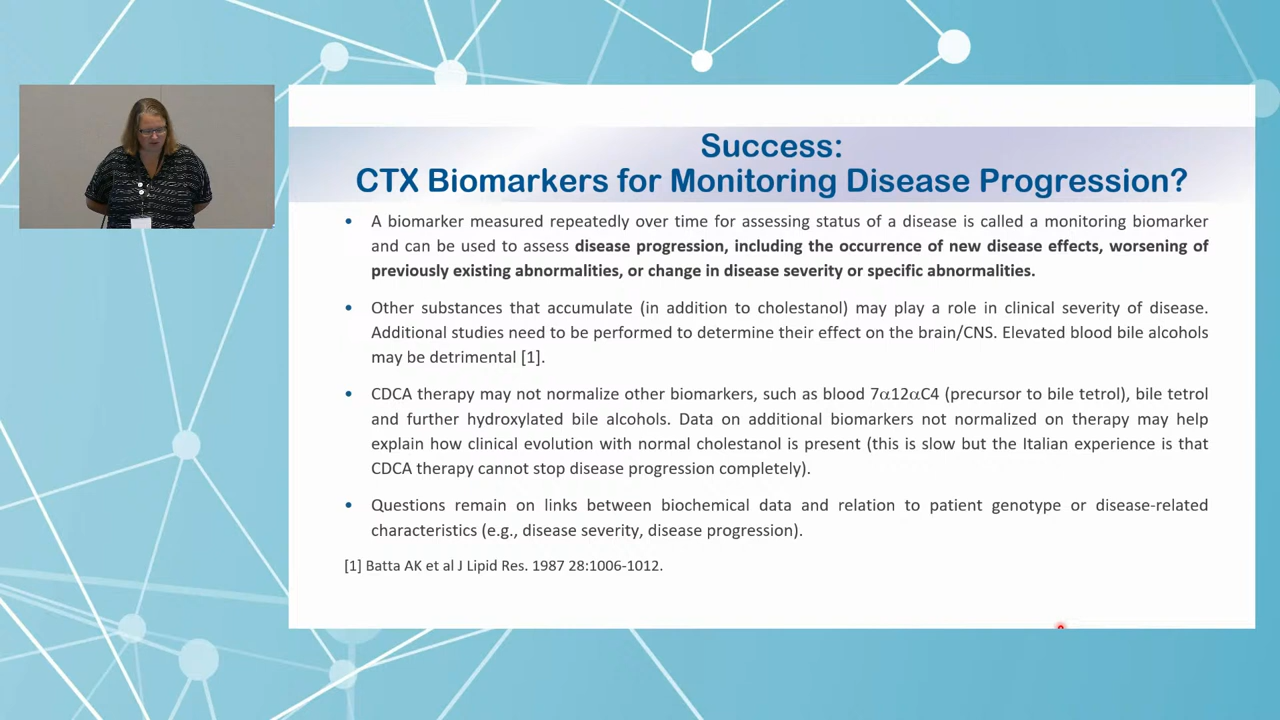 Success:
CTX Biomarkers for Monitoring Disease Progression?
• A biomarker measured repeatedly over time for assessing status of a disease is called a monitoring biomarker
and can be used to assess disease progression, including the occurrence of new disease effects, worsening of
previously existing abnormalities, or change in disease severity or specific abnormalities.
• Other substances that accumulate (in addition to cholestanol) may play a role in clinical severity of disease.
Additional studies need to be performed to determine their effect on the brain/CNS. Elevated blood bile alcohols
may be detrimental [1].
• CDCA therapy may not normalize other biomarkers, such as blood 7α12αC4 (precursor to bile tetrol), bile tetrol
and further hydroxylated bile alcohols. Data on additional biomarkers not normalized on therapy may help
explain how clinical evolution with normal cholestanol is present (this is slow but the Italian experience is that
CDCA therapy cannot stop disease progression completely).
• Questions remain on links between biochemical data and relation to patient genotype or disease-related
characteristics (e.g., disease severity, disease progression).
[1] Batta AK et al J Lipid Res. 1987 28:1006-1012.